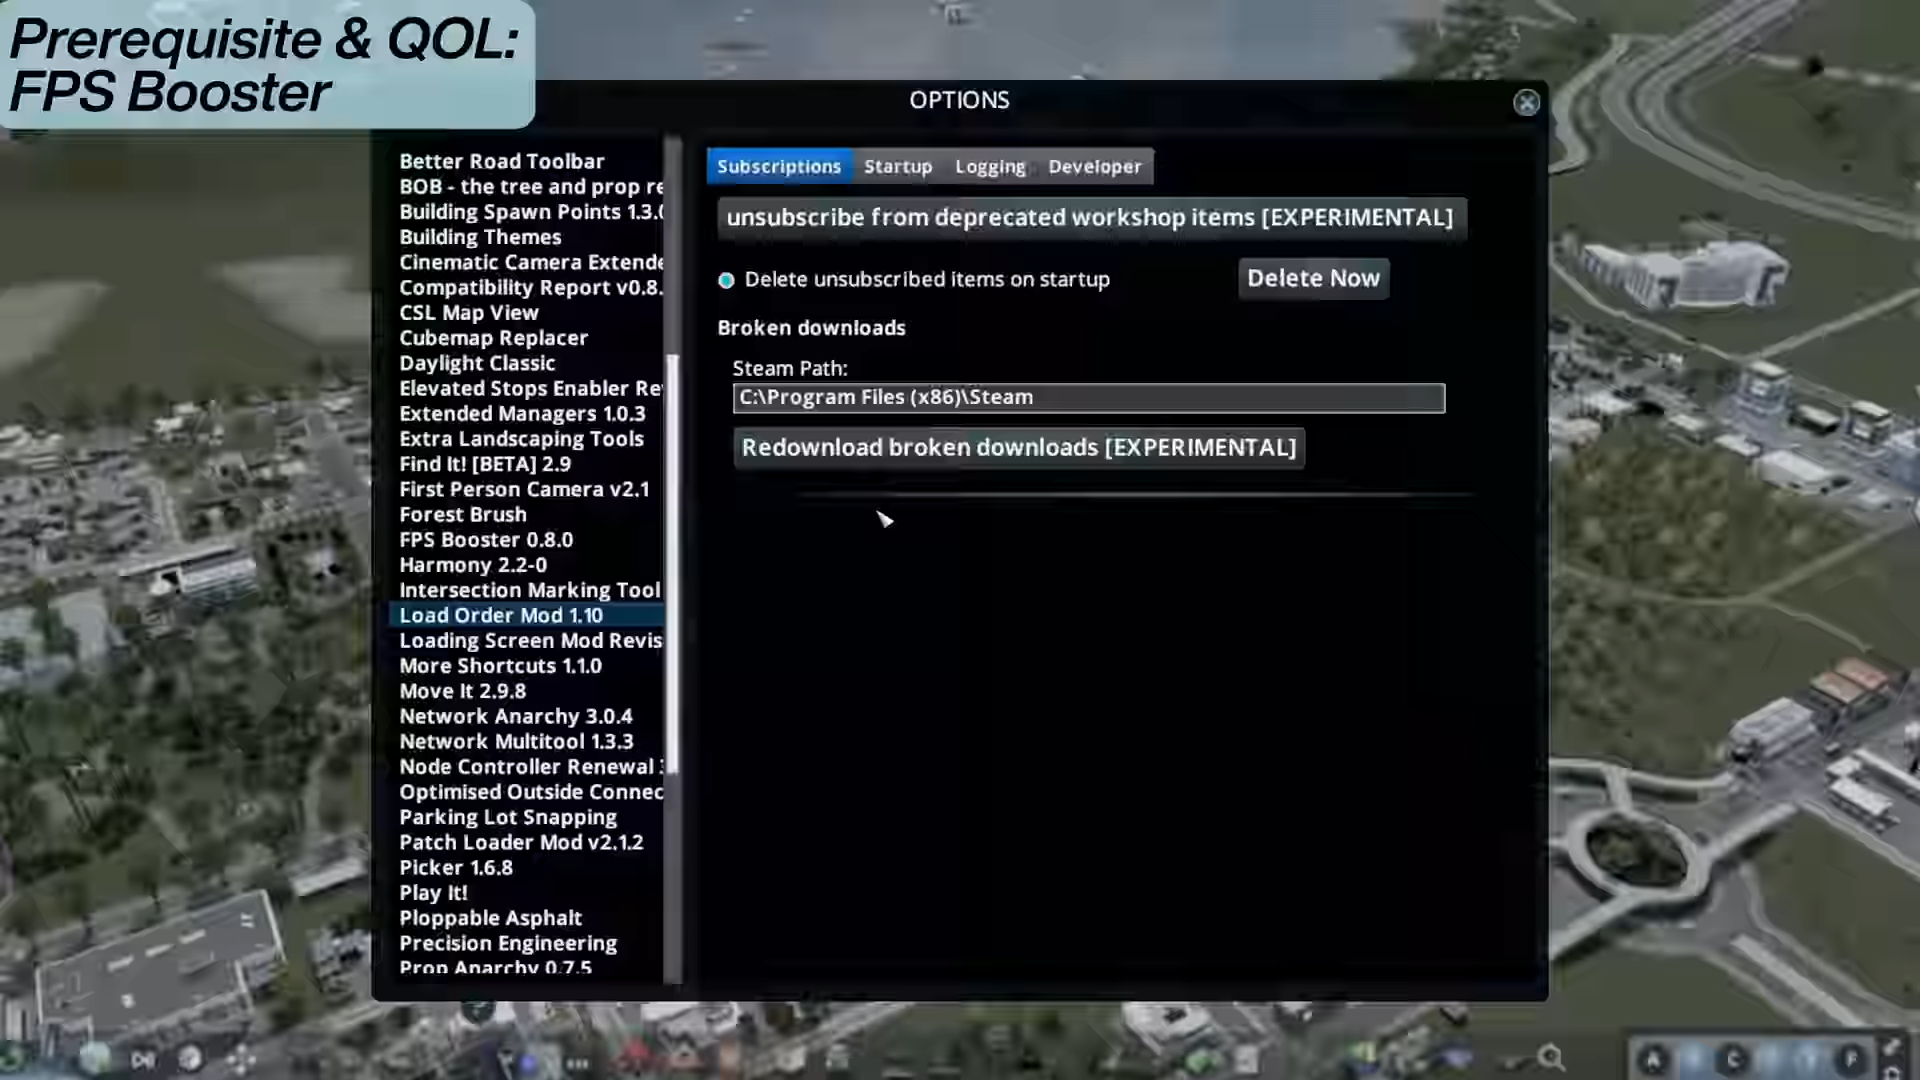 Prerequisite & QOL:
FPS Booster
OPTIONS
Better Road Toolbar
BOB - the tree and prop re
Building Spawn Points 1.3.0
Building Themes
Cinematic Camera Extende
Compatibility Report v0.8.
CSL Map View
Cubemap Replacer
Daylight Classic
Elevated Stops Enabler Re
Extended Managers 1.0.3
Extra Landscaping Tools
Find It! [BETA] 2.9
First Person Camera v2.1
Forest Brush
FPS Booster 0.8.0
Harmony 2.2-0
Intersection Marking Tool
Load Order Mod 1.10
Loading Screen Mod Revis
More Shortcuts 1.1.0
Move It 2.9.8
Network Anarchy 3.0.4
Network Multitool 1.3.3
Node Controller Renewal 3
Optimised Outside Connec
Parking Lot Snapping
Patch Loader Mod v2.1.2
Picker 1.6.8
Play It!
Ploppable Asphalt
Precision Engineering
Prop Anarchy 0.7.5
Subscriptions Startup Logging Developer
unsubscribe from deprecated workshop items [EXPERIMENTAL]
Delete unsubscribed items on startup
Delete Now
Broken downloads
Steam Path:
C:\Program Files (x86)\Steam
Redownload broken downloads [EXPERIMENTAL]
A C Y F